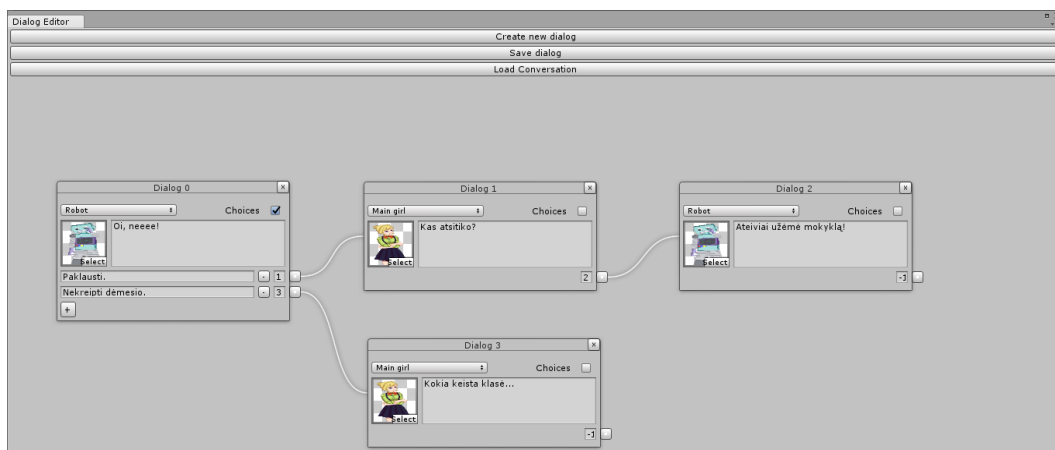 Dialog Editor
Create new dialog
Save dialog
Load Conversation
Dialog 0
Robot
Choices
Oi, neeee!
Select
Paklausti.
- 1
Nekreipti dėmesio.
- 3
+
Dialog 1
Main girl
Choices
Kas atsitiko?
Select
2
Dialog 2
Robot
Choices
Ateiviai užėmė mokyklą!
Select
-1
Dialog 3
Main girl
Choices
Kokia keista klasė...
Select
-1